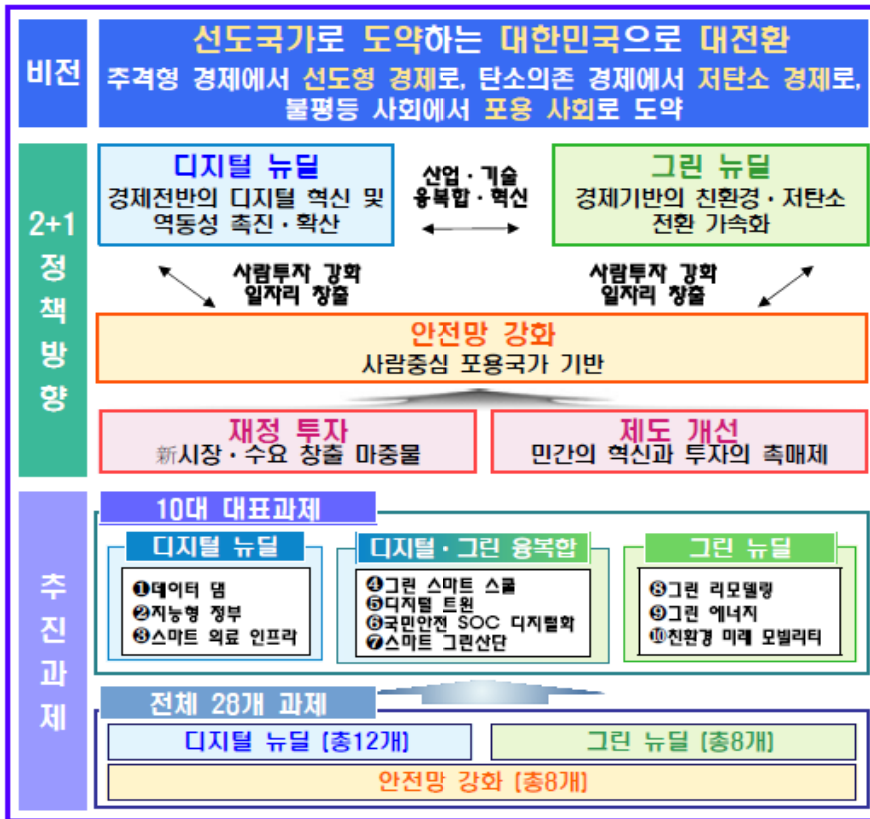 비전
선도국가로 도약하는 대한민국으로 대전환
추격형 경제에서 선도형 경제로, 탄소의존 경제에서 저탄소 경제로,
불평등 사회에서 포용 사회로 도약
2+1
정
책
방
향
디지털 뉴딜
경제전반의 디지털 혁신 및
역동성 촉진·확산
산업·기술
융복합·혁신
그린 뉴딜
경제기반의 친환경·저탄소
전환 가속화
사람투자 강화
일자리 창출
사람투자 강화
일자리 창출
안전망 강화
사람중심 포용국가 기반
재정 투자
新시장·수요 창출 마중물
제도 개선
민간의 혁신과 투자의 촉매제
추
진
과
제
10대 대표과제
디지털 뉴딜
❶데이터 댐
❷지능형 정부
❸스마트 의료 인프라
디지털·그린 융복합
❹그린 스마트 스쿨
❺디지털 트윈
❻국민안전 SOC 디지털화
❼스마트 그린산단
그린 뉴딜
❽그린 리모델링
❾그린 에너지
❿친환경 미래 모빌리티
전체 28개 과제
디지털 뉴딜 (총12개)
그린 뉴딜 (총8개)
안전망 강화 (총8개)